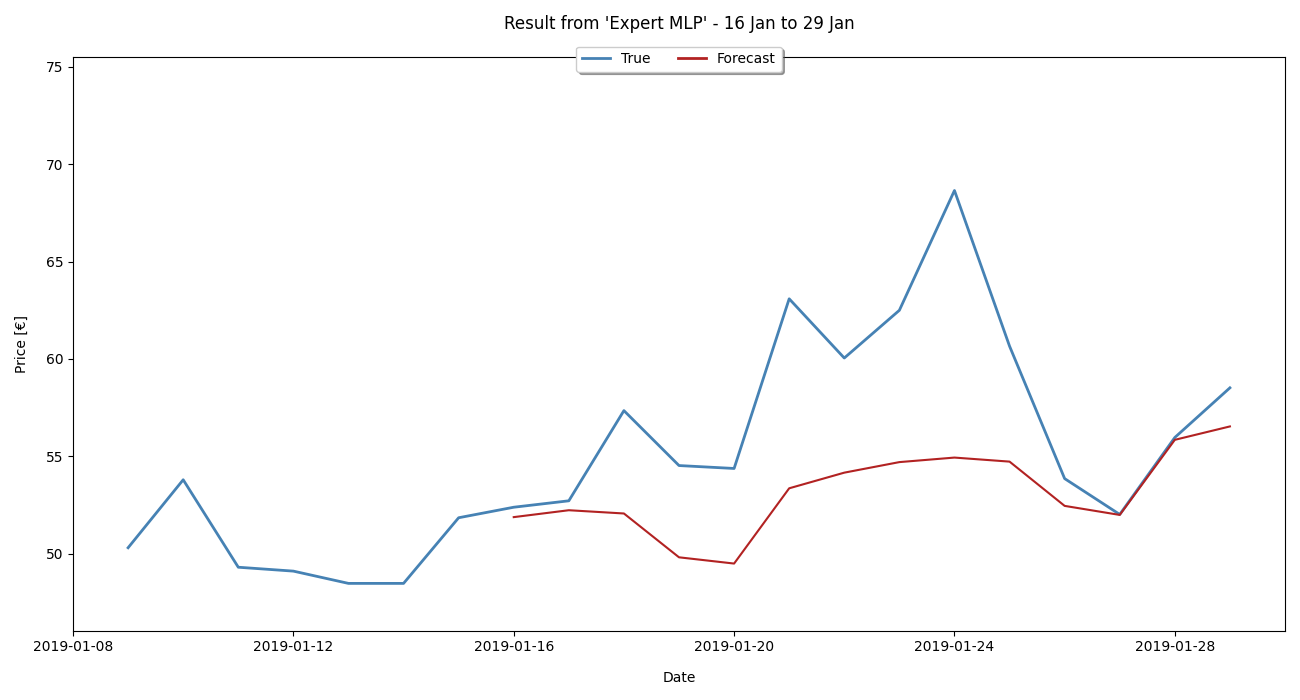 Result from 'Expert MLP' - 16 Jan to 29 Jan
True Forecast
75
70
65
60
55
50
Price [€]
2019-01-08 2019-01-12 2019-01-16 2019-01-20 2019-01-24 2019-01-28
Date